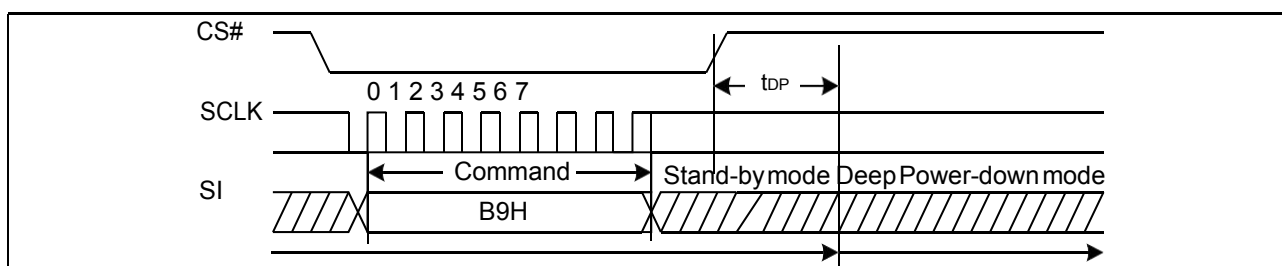 CS#
0 1 2 3 4 5 6 7
tDP
SCLK
Command
Stand-by mode Deep Power-down mode
SI
B9H